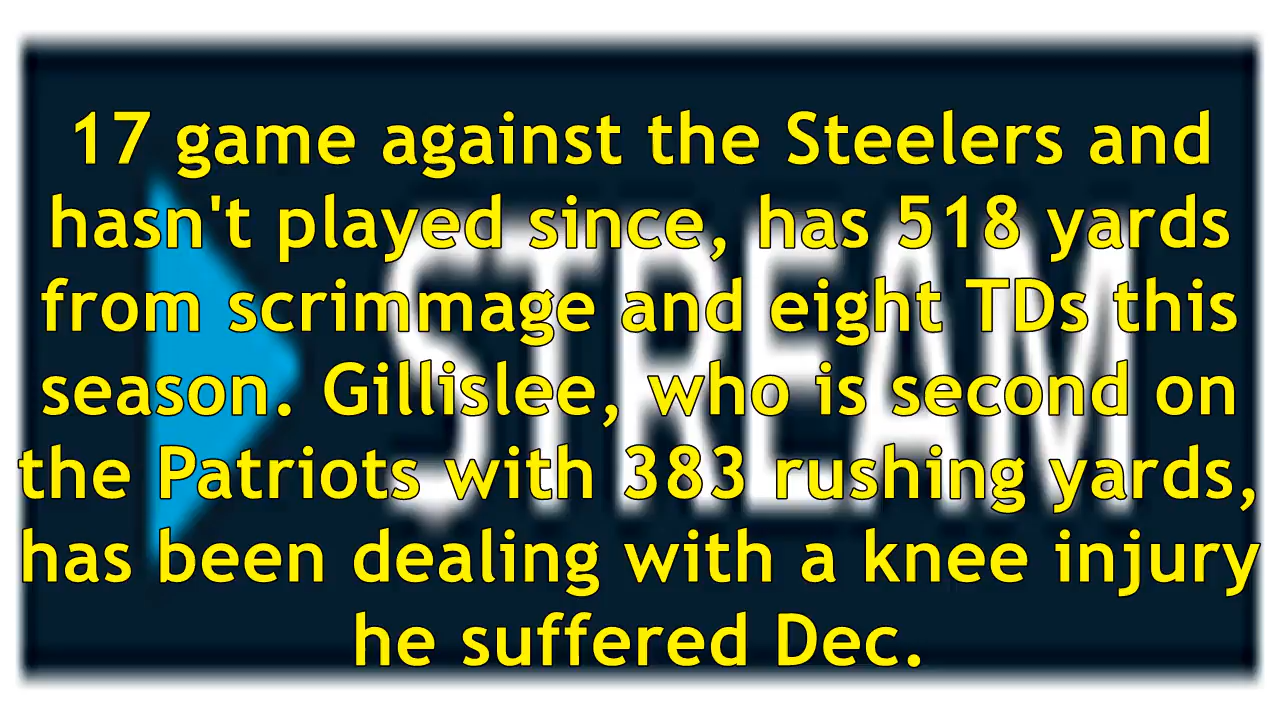 17 game against the Steelers and
hasn't played since, has 518 yards
from scrimmage and eight TDs this
season. Gillislee, who is second on
the Patriots with 383 rushing yards,
has been dealing with a knee injury
he suffered Dec.
STREAM